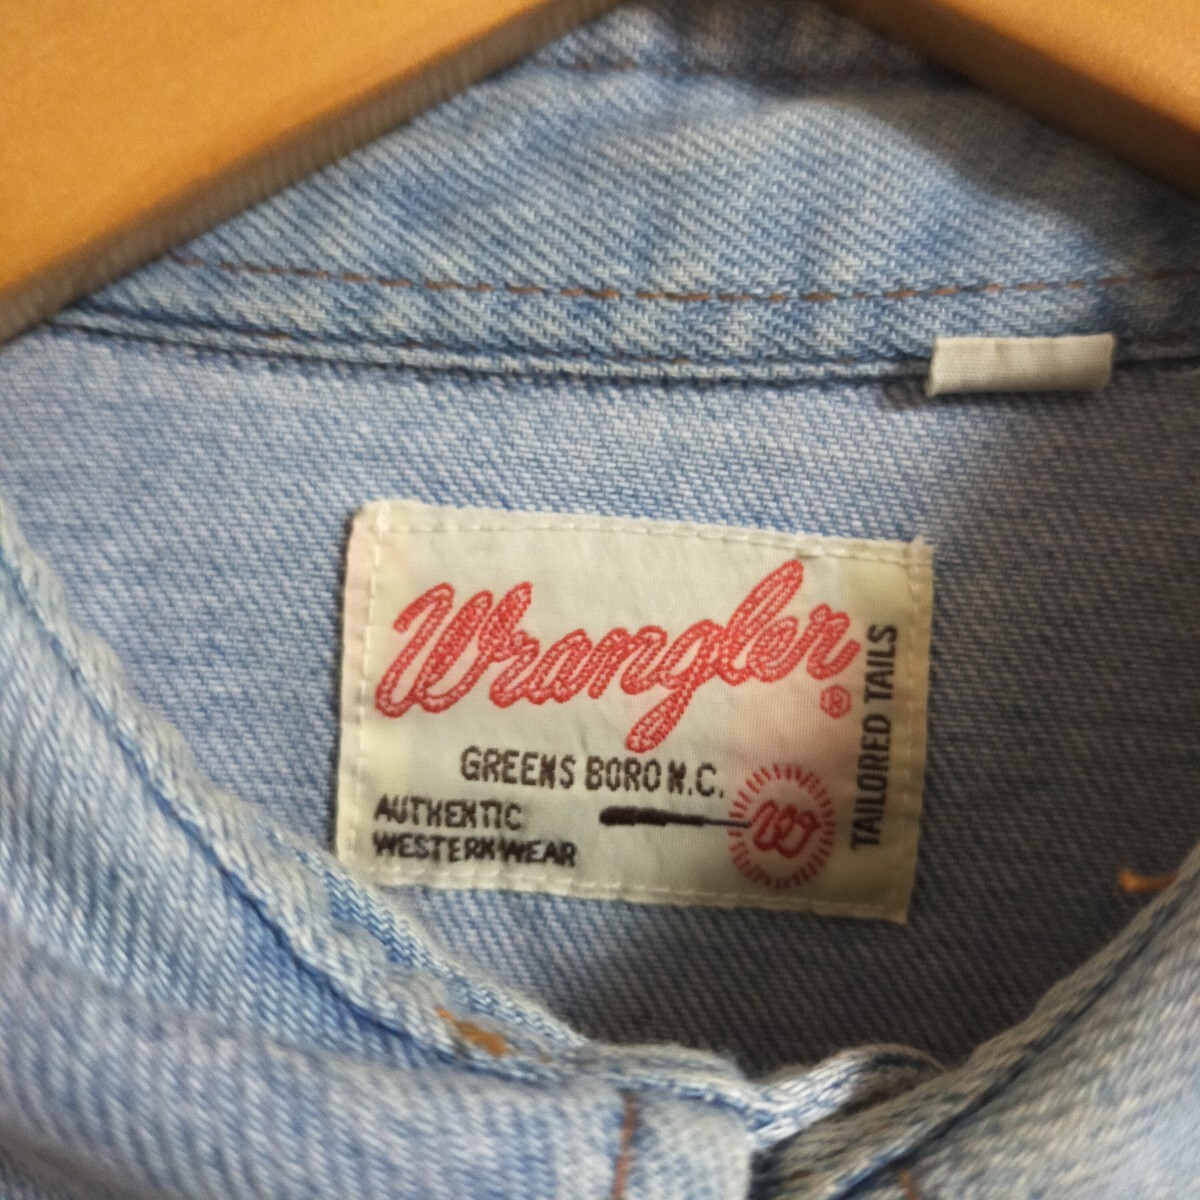 Wrangler®
GREENS BORO N.C.
AUTHENTIC
WESTERN WEAR
W
TAILORED TAILS